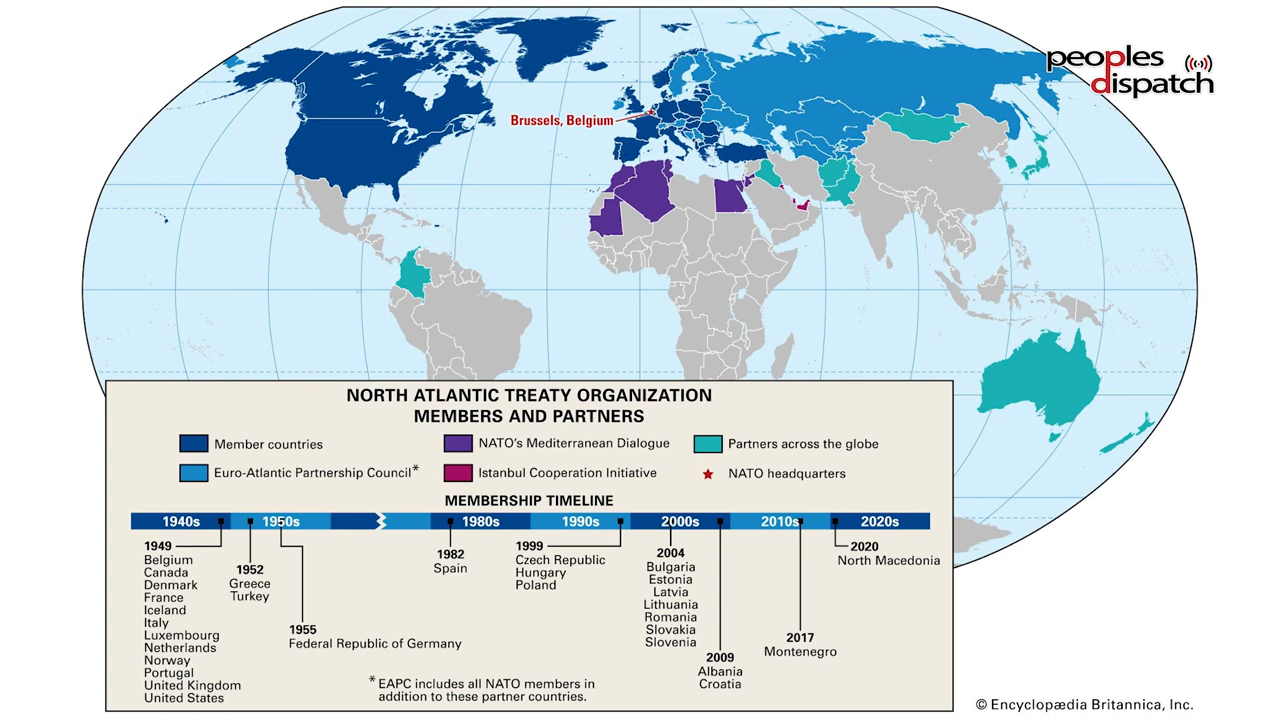 peoples
dispatch
Brussels, Belgium
NORTH ATLANTIC TREATY ORGANIZATION
MEMBERS AND PARTNERS
Member countries
NATO's Mediterranean Dialogue
Partners across the globe
Euro-Atlantic Partnership Council*
Istanbul Cooperation Initiative
NATO headquarters
MEMBERSHIP TIMELINE
1940s
1950s
1980s
1990s
2000s
2010s
2020s
1949
Belgium
Canada
Denmark
France
Iceland
Italy
Luxembourg
Netherlands
Norway
Portugal
United Kingdom
United States
1952
Greece
Turkey
1955
Federal Republic of Germany
1982
Spain
1999
Czech Republic
Hungary
Poland
2004
Bulgaria
Estonia
Latvia
Lithuania
Romania
Slovakia
Slovenia
2009
Albania
Croatia
2017
Montenegro
2020
North Macedonia
* EAPC includes all NATO members in
addition to these partner countries.
© Encyclopædia Britannica, Inc.